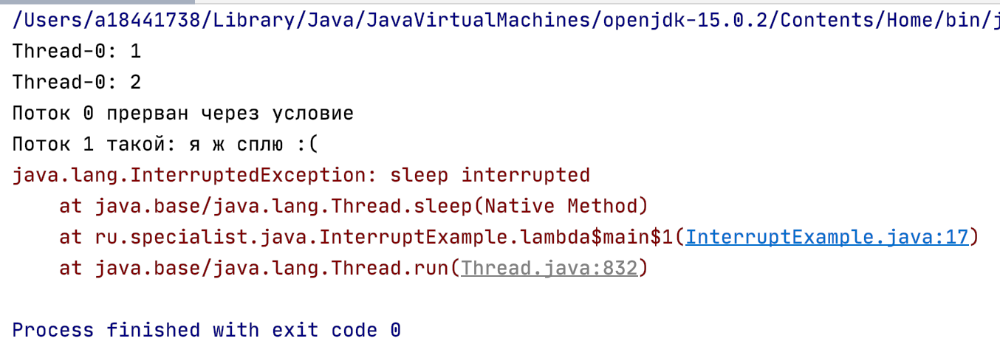 /Users/a18441738/Library/Java/JavaVirtualMachines/openjdk-15.0.2/Contents/Home/bin/j
Thread-0: 1
Thread-0: 2
Поток 0 прерван через условие
Поток 1 такой: я ж сплю :(
java.lang.InterruptedException: sleep interrupted
    at java.base/java.lang.Thread.sleep(Native Method)
    at ru.specialist.java.InterruptExample.lambda$main$1(InterruptExample.java:17)
    at java.base/java.lang.Thread.run(Thread.java:832)
Process finished with exit code 0